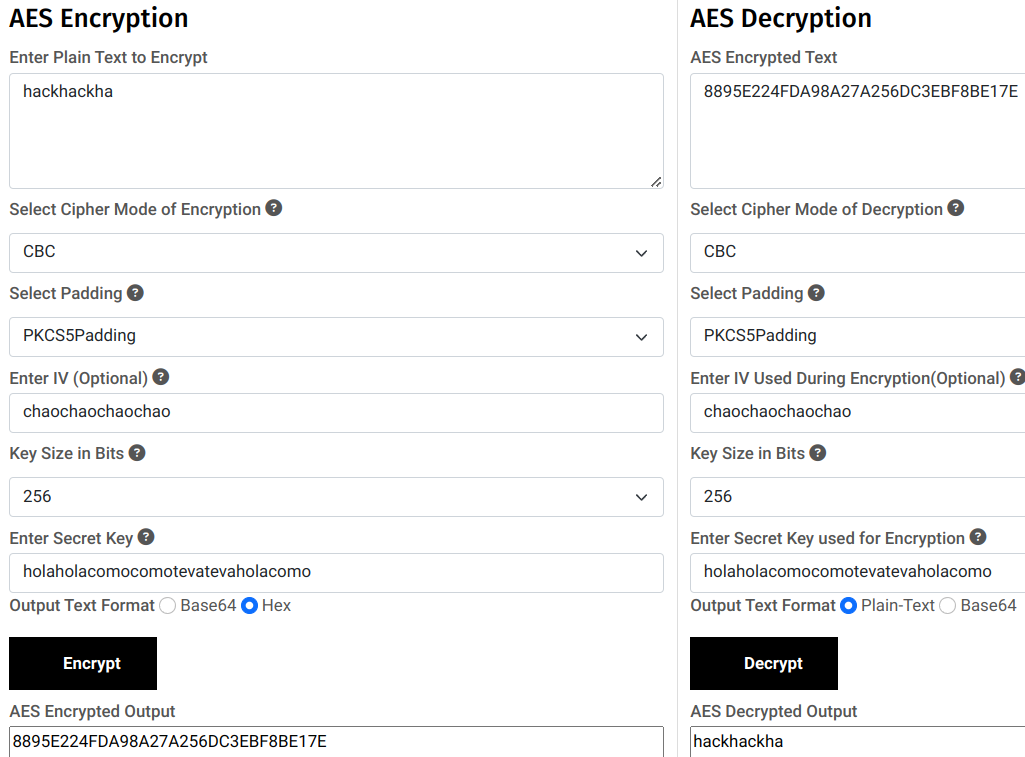 AES Encryption
Enter Plain Text to Encrypt
hackhackha
Select Cipher Mode of Encryption ?
CBC
Select Padding ?
PKCS5Padding
Enter IV (Optional) ?
chaochaochaochao
Key Size in Bits ?
256
Enter Secret Key ?
holaholacomocomotevatevaholacomo
Output Text Format Base64 Hex
Encrypt
AES Encrypted Output
8895E224FDA98A27A256DC3EBF8BE17E
AES Decryption
AES Encrypted Text
8895E224FDA98A27A256DC3EBF8BE17E
Select Cipher Mode of Decryption ?
CBC
Select Padding ?
PKCS5Padding
Enter IV Used During Encryption(Optional) ?
chaochaochaochao
Key Size in Bits ?
256
Enter Secret Key used for Encryption ?
holaholacomocomotevatevaholacomo
Output Text Format Plain-Text Base64
Decrypt
AES Decrypted Output
hackhackha